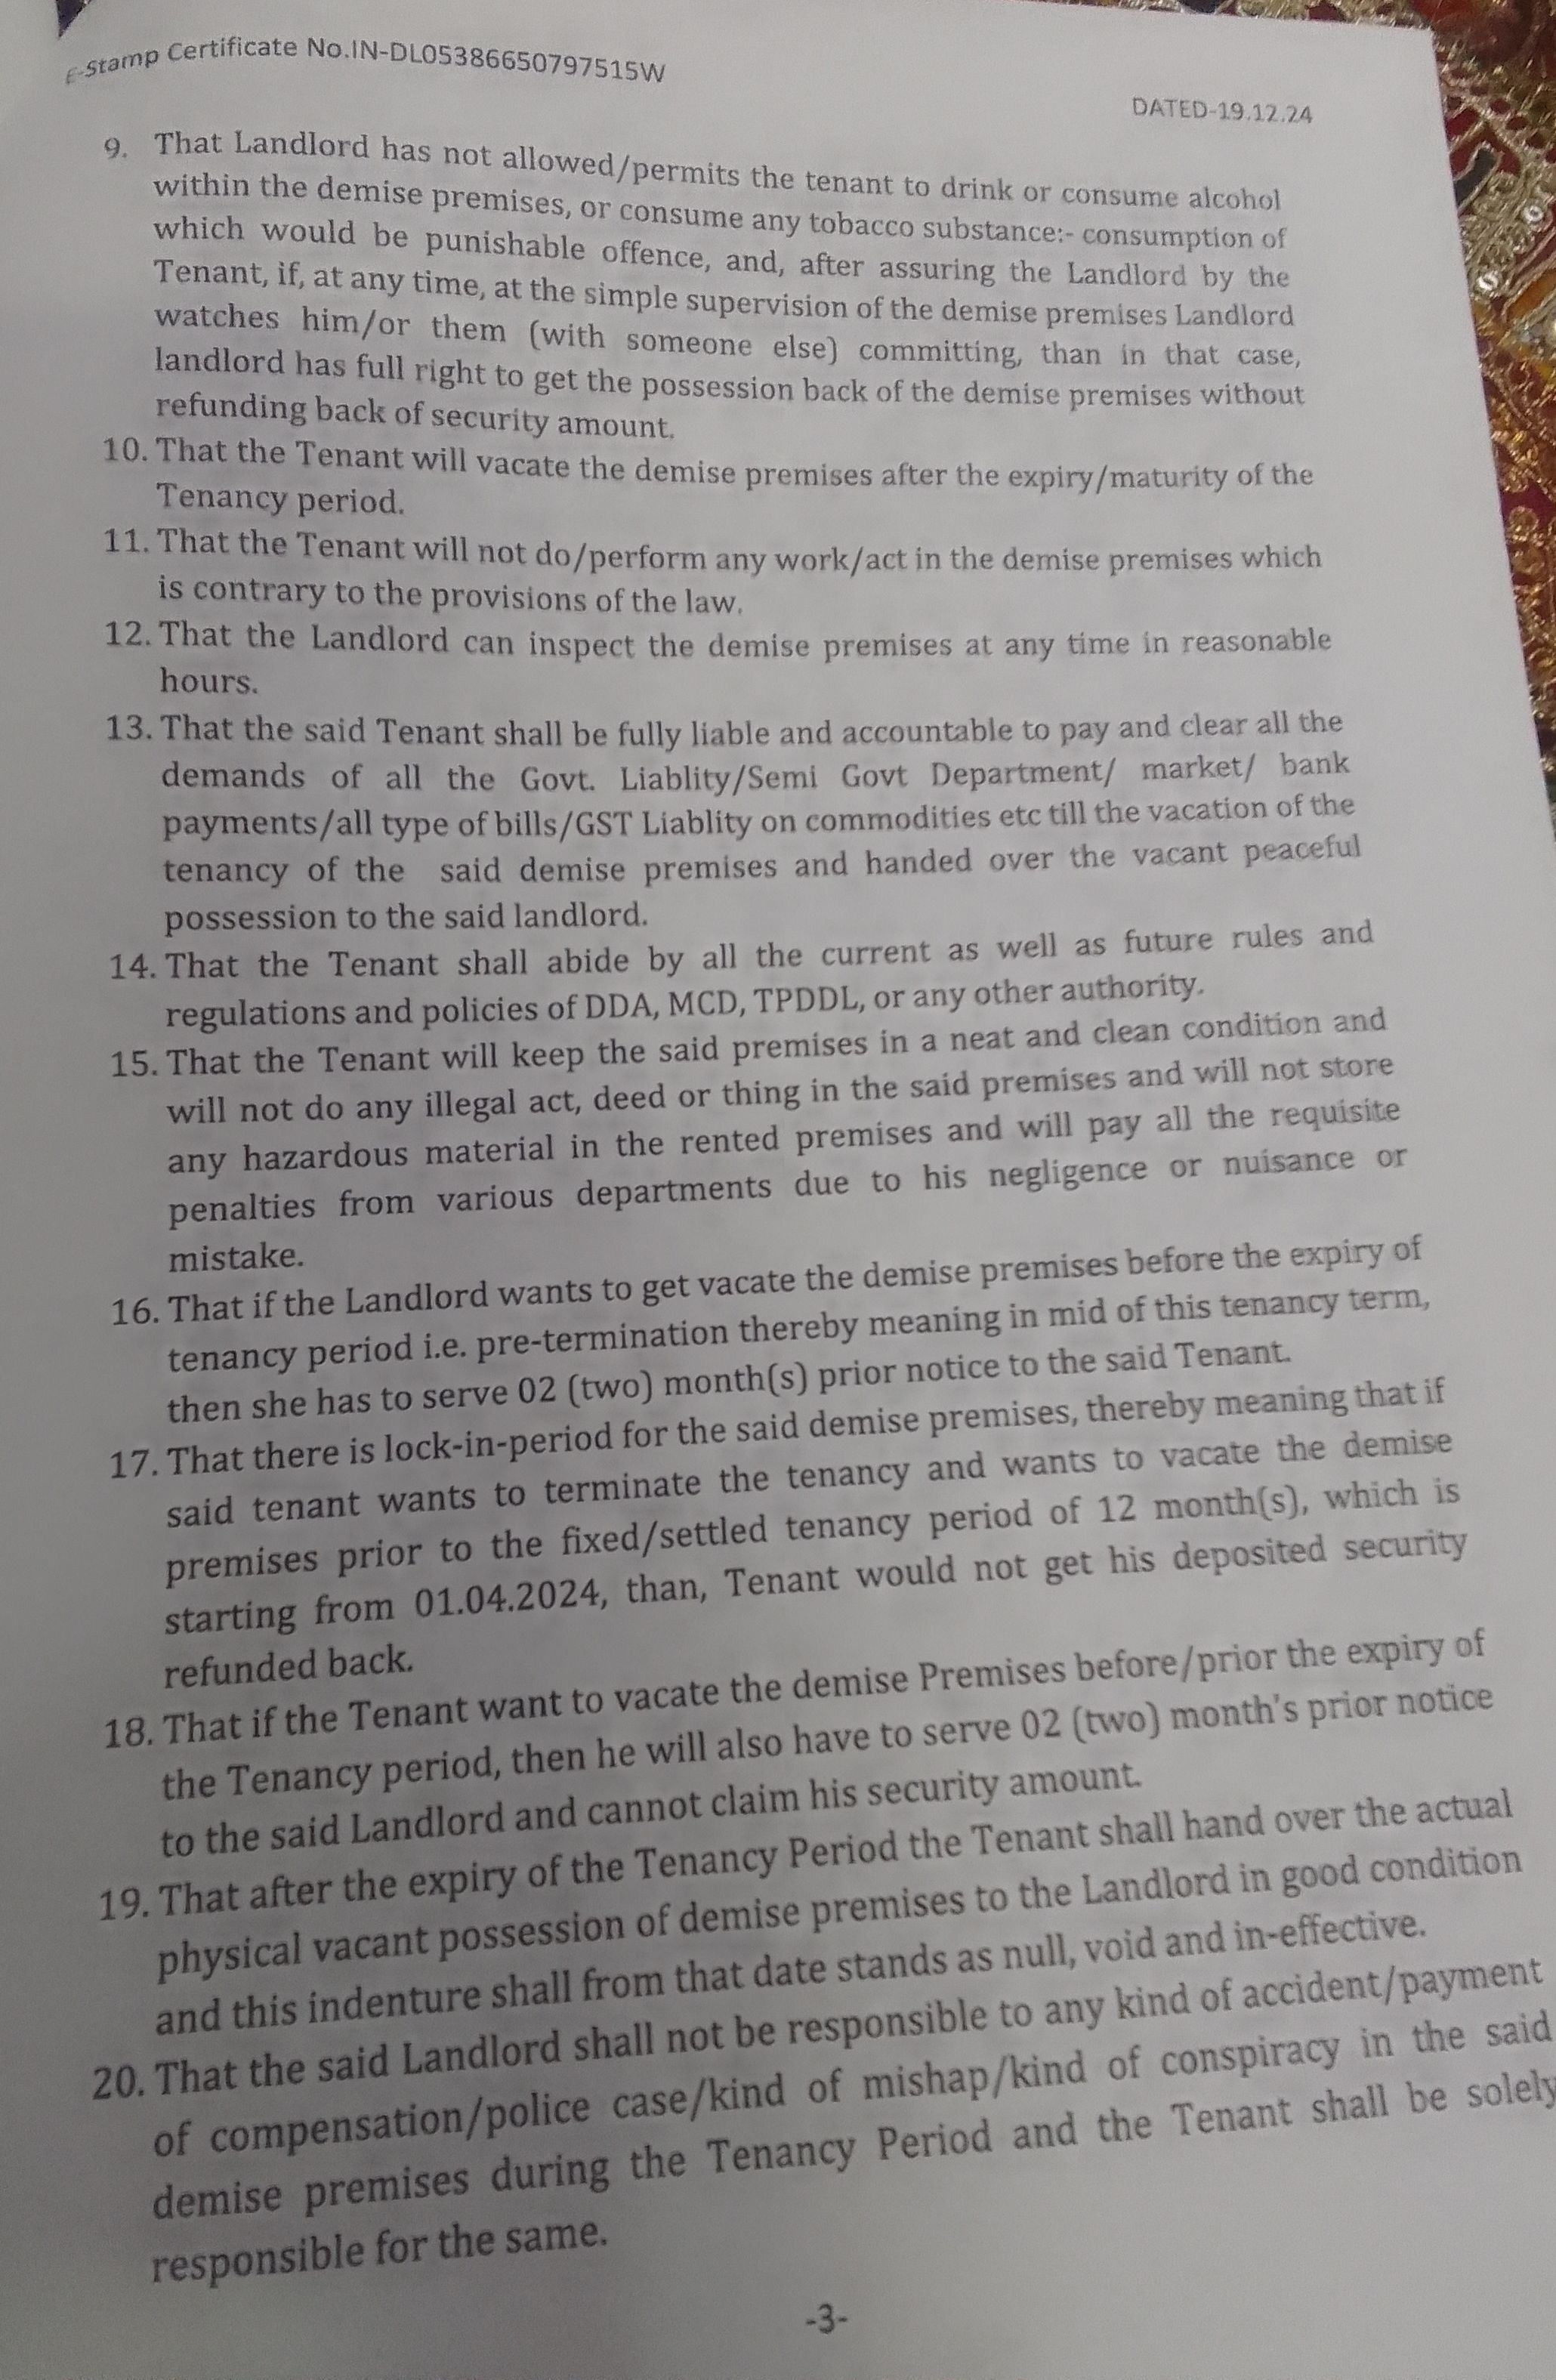 E-Stamp Certificate No.IN-DL05386650797515W
DATED-19.12.24
9. That Landlord has not allowed/permits the tenant to drink or consume alcohol
within the demise premises, or consume any tobacco substance:- consumption of
which would be punishable offence, and, after assuring the Landlord by the
Tenant, if, at any time, at the simple supervision of the demise premises Landlord
watches him/or them (with someone else) committing, than in that case,
landlord has full right to get the possession back of the demise premises without
refunding back of security amount.
10. That the Tenant will vacate the demise premises after the expiry/maturity of the
Tenancy period.
11. That the Tenant will not do/perform any work/act in the demise premises which
is contrary to the provisions of the law.
12. That the Landlord can inspect the demise premises at any time in reasonable
hours.
13. That the said Tenant shall be fully liable and accountable to pay and clear all the
demands of all the Govt. Liablity/Semi Govt Department/ market/ bank
payments/all type of bills/GST Liablity on commodities etc till the vacation of the
tenancy of the said demise premises and handed over the vacant peaceful
possession to the said landlord.
14. That the Tenant shall abide by all the current as well as future rules and
regulations and policies of DDA, MCD, TPDDL, or any other authority.
15. That the Tenant will keep the said premises in a neat and clean condition and
will not do any illegal act, deed or thing in the said premises and will not store
any hazardous material in the rented premises and will pay all the requisite
penalties from various departments due to his negligence or nuisance or
mistake.
16. That if the Landlord wants to get vacate the demise premises before the expiry of
tenancy period i.e. pre-termination thereby meaning in mid of this tenancy term,
then she has to serve 02 (two) month(s) prior notice to the said Tenant.
17. That there is lock-in-period for the said demise premises, thereby meaning that if
said tenant wants to terminate the tenancy and wants to vacate the demise
premises prior to the fixed/settled tenancy period of 12 month(s), which is
starting from 01.04.2024, than, Tenant would not get his deposited security
refunded back.
18. That if the Tenant want to vacate the demise Premises before/prior the expiry of
the Tenancy period, then he will also have to serve 02 (two) month's prior notice
to the said Landlord and cannot claim his security amount.
19. That after the expiry of the Tenancy Period the Tenant shall hand over the actual
physical vacant possession of demise premises to the Landlord in good condition
and this indenture shall from that date stands as null, void and in-effective.
20. That the said Landlord shall not be responsible to any kind of accident/payment
of compensation/police case/kind of mishap/kind of conspiracy in the said
demise premises during the Tenancy Period and the Tenant shall be solely
responsible for the same.
-3-